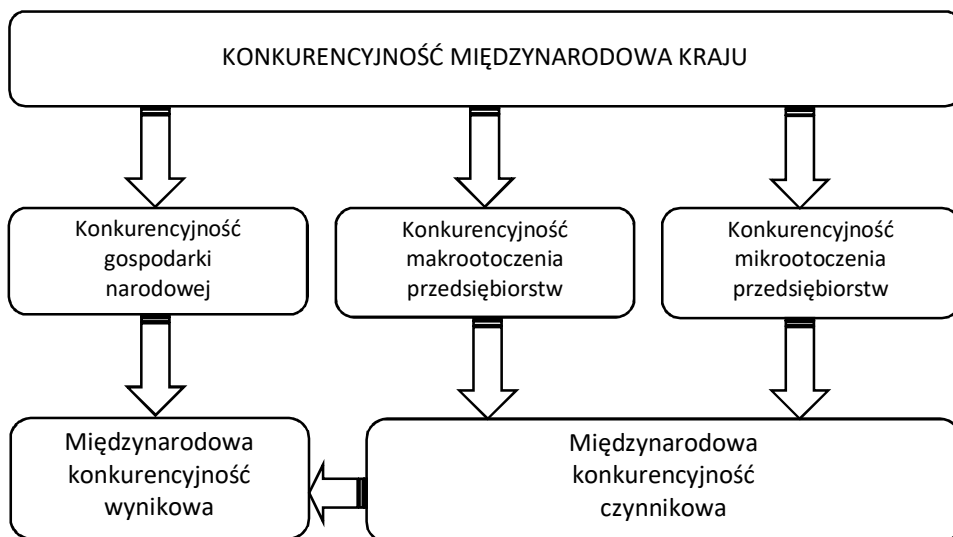 KONKURENCYJNOŚĆ MIĘDZYNARODOWA KRAJU
Konkurencyjność
gospodarki
narodowej
Konkurencyjność
makrootoczenia
przedsiębiorstw
Konkurencyjność
mikrootoczenia
przedsiębiorstw
Międzynarodowa
konkurencyjność
wynikowa
Międzynarodowa
konkurencyjność
czynnikowa